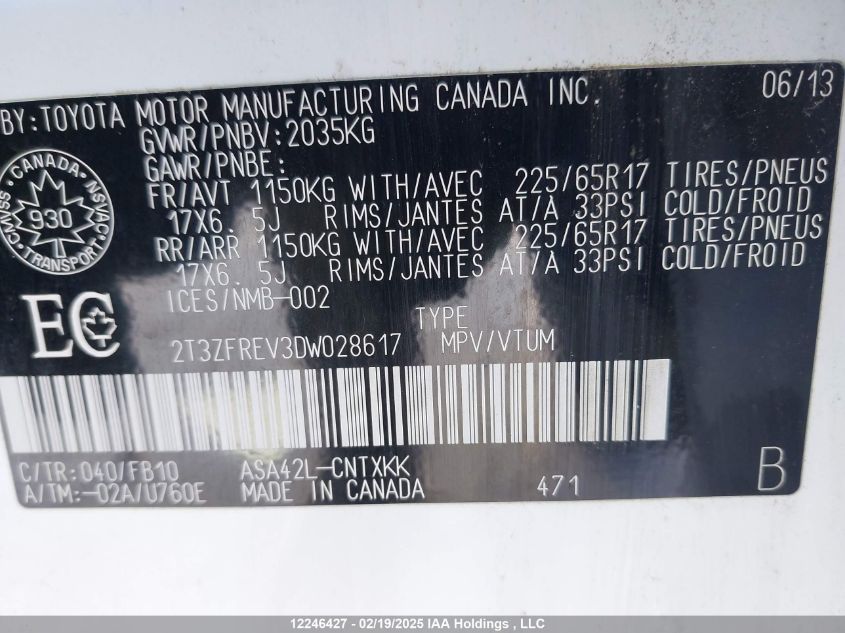 BY:TOYOTA MOTOR MANUFACTURING CANADA INC. 06/13
GVWR/PNBV:2035KG
GAWR/PNBE:
FR/AVT 1150KG WITH/AVEC 225/65R17 TIRES/PNEUS
17X6. 5J RIMS/JANTES AT/À 33PSI COLD/FROID
RR/ARR 1150KG WITH/AVEC 225/65R17 TIRES/PNEUS
17X6. 5J RIMS/JANTES AT/À 33PSI COLD/FROID
ICES/NMB-002
CANADA
CMVSS NSVAC
930
TRANSPORT
EC
TYPE
2T3ZFREV3DW028617 MPV/VTUM
C/TR:040/FB10 ASA42L-CNTXKK
A/TM:-02A/U760E MADE IN CANADA 471 B
12246427 - 02/19/2025 IAA Holdings , LLC